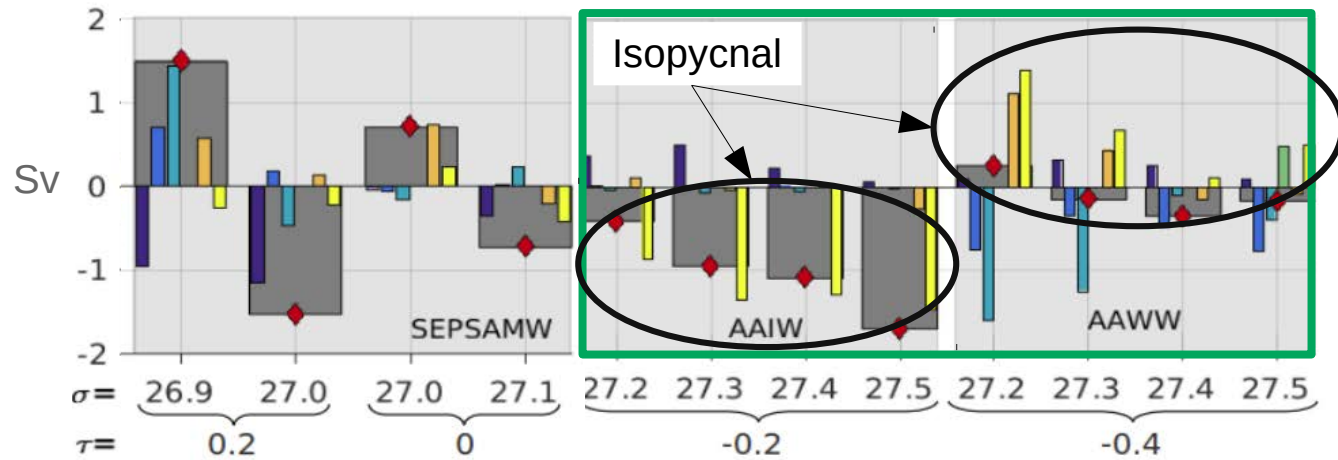 2
Isopycnal
1
Sv
0
-1
SEPSAMW AAIW AAWW
-2
σ= 26.9 27.0 27.0 27.1 27.2 27.3 27.4 27.5 27.2 27.3 27.4 27.5
τ= 0.2 0 -0.2 -0.4